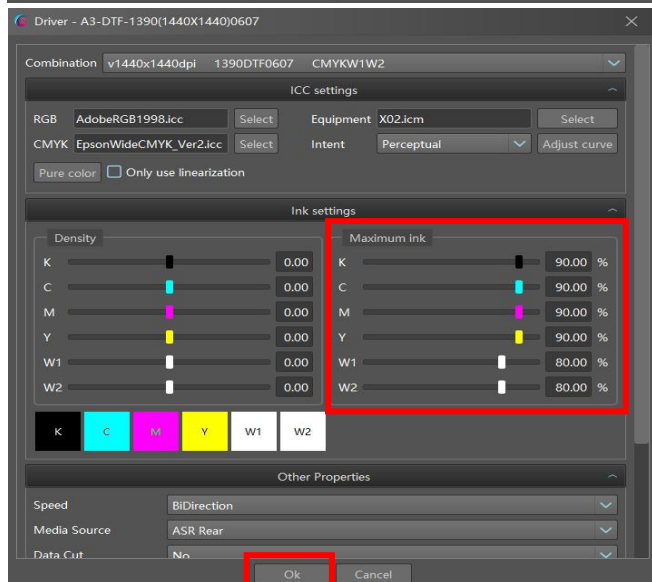 Driver - A3-DTF-1390(1440X1440)0607
Combination v1440x1440dpi 1390DTF0607 CMYKW1W2
ICC settings
RGB AdobeRGB1998.icc Select Equipment X02.icm Select
CMYK EpsonWideCMYK_Ver2.icc Select Intent Perceptual Adjust curve
Pure color Only use linearization
Ink settings
Density Maximum ink
K 0.00 K 90.00 %
C 0.00 C 90.00 %
M 0.00 M 90.00 %
Y 0.00 Y 90.00 %
W1 0.00 W1 80.00 %
W2 0.00 W2 80.00 %
K C M Y W1 W2
Other Properties
Speed BiDirection
Media Source ASR Rear
Data Cut No
Ok Cancel